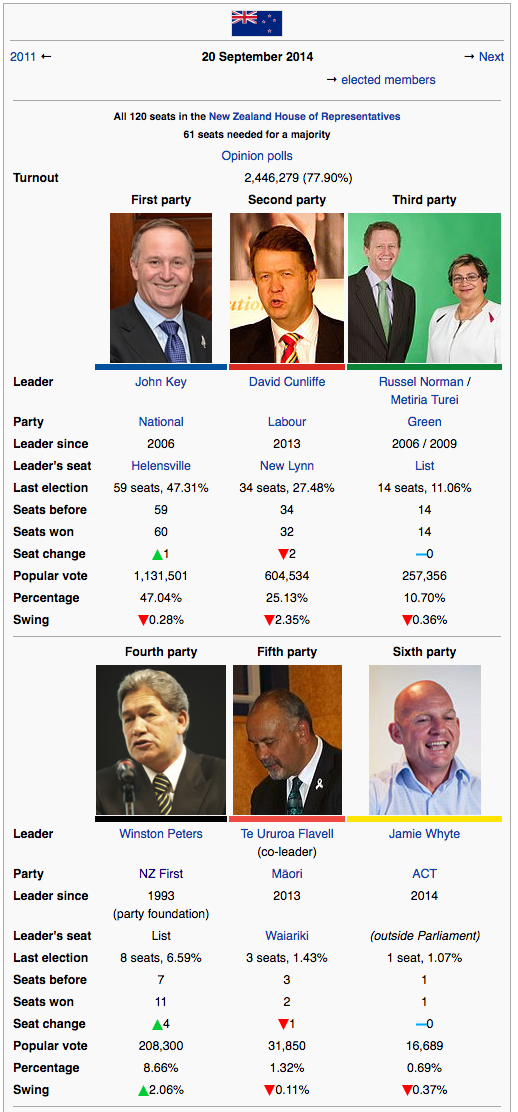 2011 ← 20 September 2014 → Next
→ elected members
All 120 seats in the New Zealand House of Representatives
61 seats needed for a majority
Opinion polls
Turnout 2,446,279 (77.90%)
First party Second party Third party
Leader John Key David Cunliffe Russel Norman /
Metiria Turei
Party National Labour Green
Leader since 2006 2013 2006 / 2009
Leader's seat Helensville New Lynn List
Last election 59 seats, 47.31% 34 seats, 27.48% 14 seats, 11.06%
Seats before 59 34 14
Seats won 60 32 14
Seat change ▲1 ▼2 —0
Popular vote 1,131,501 604,534 257,356
Percentage 47.04% 25.13% 10.70%
Swing ▼0.28% ▼2.35% ▼0.36%
Fourth party Fifth party Sixth party
Leader Winston Peters Te Ururoa Flavell Jamie Whyte
(co-leader)
Party NZ First Māori ACT
Leader since 1993 2013 2014
(party foundation)
Leader's seat List Waiariki (outside Parliament)
Last election 8 seats, 6.59% 3 seats, 1.43% 1 seat, 1.07%
Seats before 7 3 1
Seats won 11 2 1
Seat change ▲4 ▼1 —0
Popular vote 208,300 31,850 16,689
Percentage 8.66% 1.32% 0.69%
Swing ▲2.06% ▼0.11% ▼0.37%